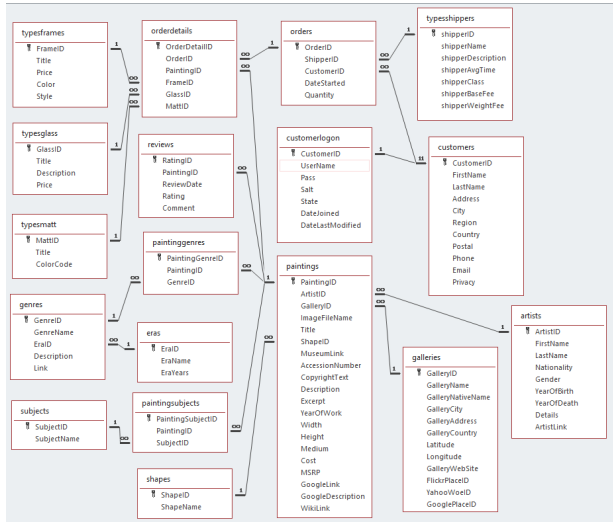 typesframes
FrameID
Title
Price
Color
Style
orderdetails
OrderDetailID
OrderID
PaintingID
FrameID
GlassID
MattID
orders
OrderID
ShipperID
CustomerID
DateStarted
Quantity
typesshippers
shipperID
shipperName
shipperDescription
shipperAvgTime
shipperClass
shipperBaseFee
shipperWeightFee
typesglass
GlassID
Title
Description
Price
reviews
RatingID
PaintingID
ReviewDate
Rating
Comment
customerlogon
CustomerID
UserName
Pass
Salt
State
DateJoined
DateLastModified
customers
CustomerID
FirstName
LastName
Address
City
Region
Country
Postal
Phone
Email
Privacy
typesmatt
MattID
Title
ColorCode
paintinggenres
PaintingGenreID
PaintingID
GenreID
paintings
PaintingID
ArtistID
GalleryID
ImageFileName
Title
ShapeID
MuseumLink
AccessionNumber
CopyrightText
Description
Excerpt
YearOfWork
Width
Height
Medium
Cost
MSRP
GoogleLink
GoogleDescription
WikiLink
genres
GenreID
GenreName
EraID
Description
Link
eras
EraID
EraName
EraYears
artists
ArtistID
FirstName
LastName
Nationality
Gender
YearOfBirth
YearOfDeath
Details
ArtistLink
galleries
GalleryID
GalleryName
GalleryNativeName
GalleryCity
GalleryAddress
GalleryCountry
Latitude
Longitude
GalleryWebSite
FlickrPlaceID
YahooWoeID
GooglePlaceID
subjects
SubjectID
SubjectName
paintingsubjects
PaintingSubjectID
PaintingID
SubjectID
shapes
ShapeID
ShapeName